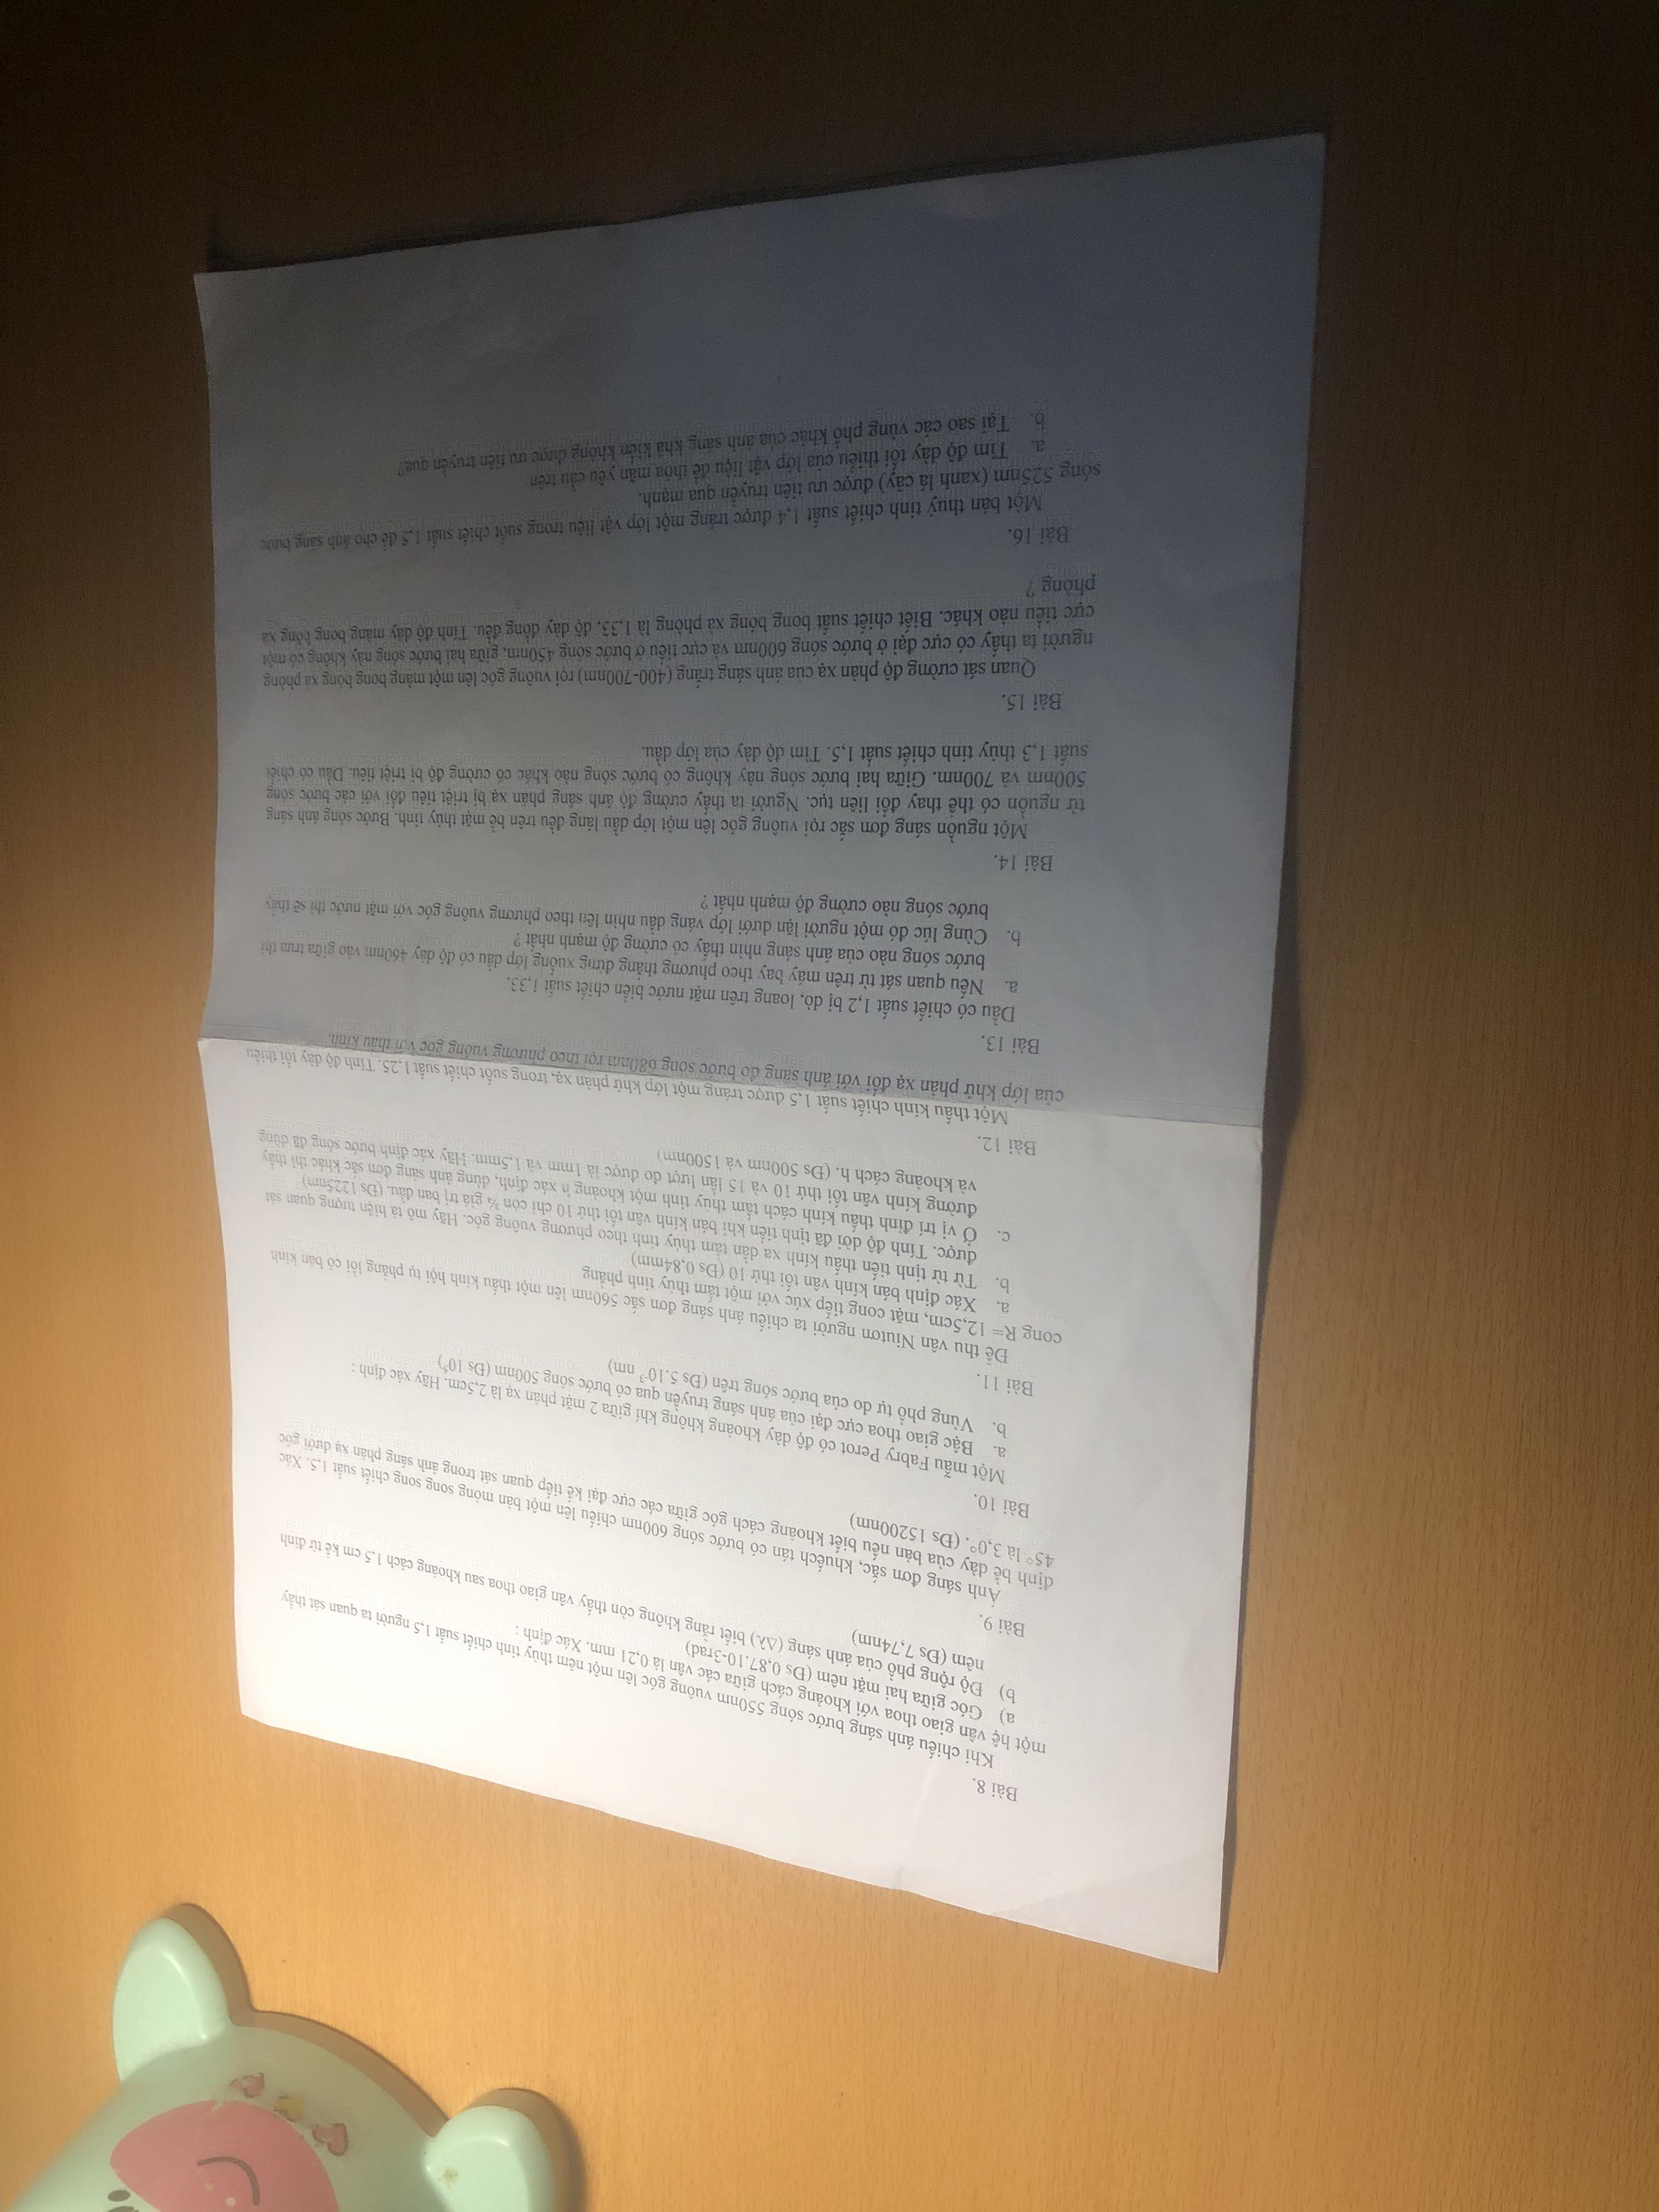 Bài 8.
Khi chiếu ánh sáng bước sóng 550nm vuông góc lên một nêm thủy tinh chiết suất 1,5 người ta quan sát thấy
một hệ vân giao thoa với khoảng cách giữa các vân là 0,21 mm. Xác định :
a) Góc giữa hai mặt nêm (Đs 0,87.10-3rad)
b) Độ rộng phổ của ánh sáng (Δλ) biết rằng không còn thấy vân giao thoa sau khoảng cách 1,5 cm kể từ đỉnh
nêm (Đs 7,74nm)
Bài 9.
Ánh sáng đơn sắc, khuếch tán có bước sóng 600nm chiếu lên một bản mỏng song song chiết suất 1,5. Xác
định bề dày của bản nếu biết khoảng cách góc giữa các cực đại kế tiếp quan sát trong ánh sáng phản xạ dưới góc
45° là 3,0°. (Đs 15200nm)
Bài 10.
Một mẫu Fabry Perot có độ dày khoảng không khí giữa 2 mặt phản xạ là 2,5cm. Hãy xác định :
a. Bậc giao thoa cực đại của ánh sáng truyền qua có bước sóng 500nm (Đs 10⁵)
b. Vùng phổ tự do của bước sóng trên (Đs 5.10⁻³ nm)
Bài 11.
Để thu vân Niutơn người ta chiếu ánh sáng đơn sắc 560nm lên một thấu kính hội tụ phẳng lồi có bán kính
cong R= 12,5cm, mặt cong tiếp xúc với một tấm thủy tinh phẳng
a. Xác định bán kính vân tối thứ 10 (Đs 0,84mm)
b. Từ từ tịnh tiến thấu kính xa dần tấm thủy tinh theo phương vuông góc. Hãy mô tả hiện tượng quan sát
được. Tính độ dời đã tịnh tiến khi bán kính vân tối thứ 10 chỉ còn ¾ giá trị ban đầu. (Đs 1225nm)
c. Ở vị trí đỉnh thấu kính cách tấm thủy tinh một khoảng h xác định, dùng ánh sáng đơn sắc khác thì thấy
đường kính vân tối thứ 10 và 15 lần lượt đo được là 1mm và 1.5mm. Hãy xác định bước sóng đã dùng
và khoảng cách h. (Đs 500nm và 1500nm)
Bài 12.
Một thấu kính chiết suất 1,5 được tráng một lớp khử phản xạ, trong suốt chiết suất 1,25. Tính độ dày tối thiểu
của lớp khử phản xạ đối với ánh sáng đỏ bước sóng 680nm rọi theo phương vuông góc với thấu kính.
Bài 13.
Dầu có chiết suất 1,2 bị dò, loang trên mặt nước biển chiết suất 1,33.
a. Nếu quan sát từ trên máy bay theo phương thẳng đứng xuống lớp dầu có độ dày 460nm vào giữa trưa thì
bước sóng nào của ánh sáng nhìn thấy có cường độ mạnh nhất ?
b. Cùng lúc đó một người lặn dưới lớp váng dầu nhìn lên theo phương vuông góc với mặt nước thì sẽ thấy
bước sóng nào cường độ mạnh nhất ?
Bài 14.
Một nguồn sáng đơn sắc rọi vuông góc lên một lớp dầu láng đều trên bề mặt thủy tinh. Bước sóng ánh sáng
từ nguồn có thể thay đổi liên tục. Người ta thấy cường độ ánh sáng phản xạ bị triệt tiêu đối với các bước sóng
500nm và 700nm. Giữa hai bước sóng này không có bước sóng nào khác có cường độ bị triệt tiêu. Dầu có chiết
suất 1,3 thủy tinh chiết suất 1,5. Tìm độ dày của lớp dầu.
Bài 15.
Quan sát cường độ phản xạ của ánh sáng trắng (400-700nm) rọi vuông góc lên một màng bong bóng xà phòng
người ta thấy có cực đại ở bước sóng 600nm và cực tiểu ở bước sóng 450nm, giữa hai bước sóng này không có một
cực tiểu nào khác. Biết chiết suất bong bóng xà phòng là 1.33. độ dày đồng đều. Tính độ dày màng bong bóng xà
phòng ?
Bài 16.
Một bản thuỷ tinh chiết suất 1,4 được tráng một lớp vật liệu trong suốt chiết suất 1,5 để cho ánh sáng bước
sóng 525nm (xanh lá cây) được ưu tiên truyền qua mạnh.
a. Tìm độ dày tối thiểu của lớp vật liệu để thỏa mãn yêu cầu trên
b. Tại sao các vùng phổ khác của ánh sáng khả kiến không được ưu tiên truyền qua?